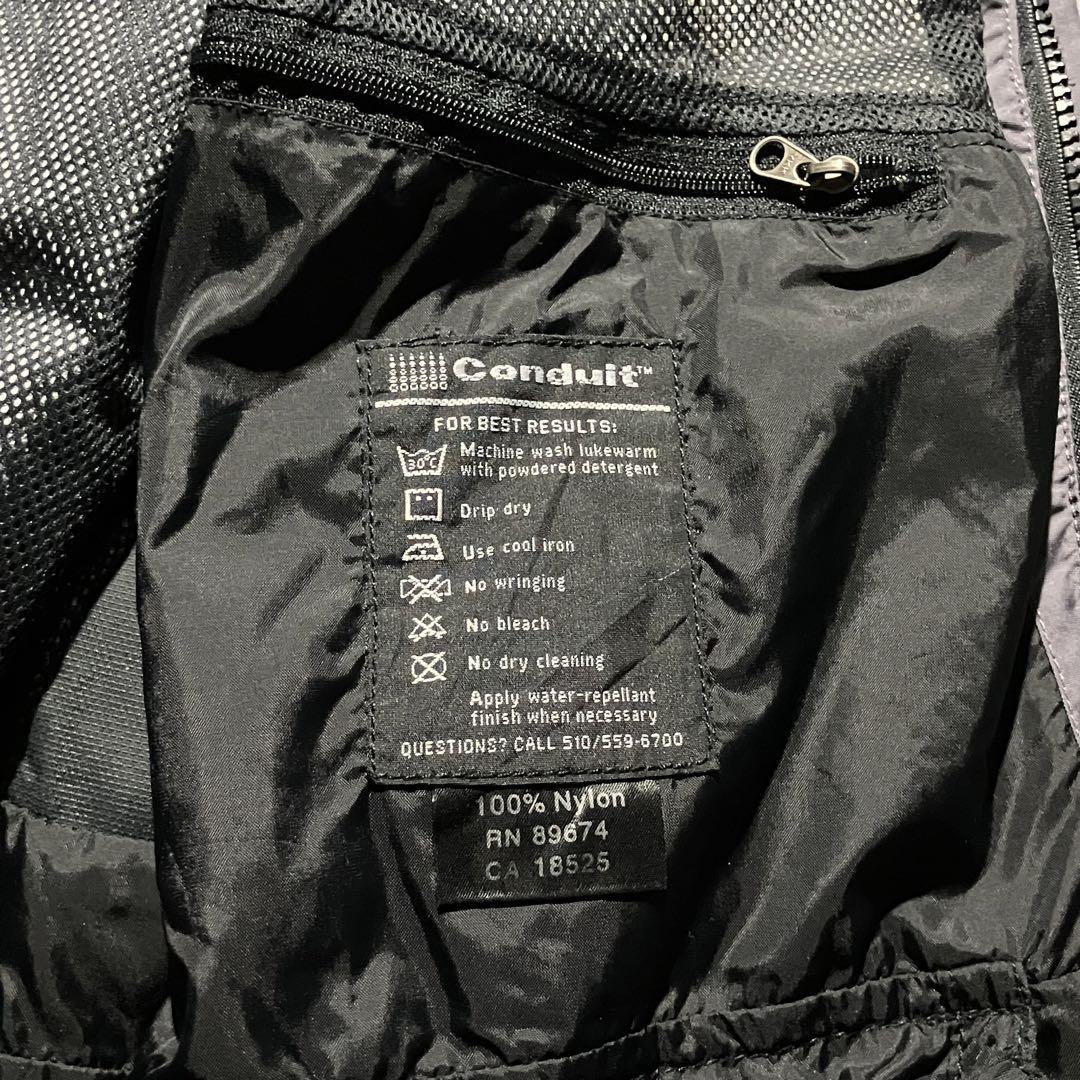 Conduit™
FOR BEST RESULTS:
30°C
Machine wash lukewarm
with powdered detergent
Drip dry
Use cool iron
No wringing
No bleach
No dry cleaning
Apply water-repellant
finish when necessary
QUESTIONS? CALL 510/559-6700
100% Nylon
RN 89674
CA 18525